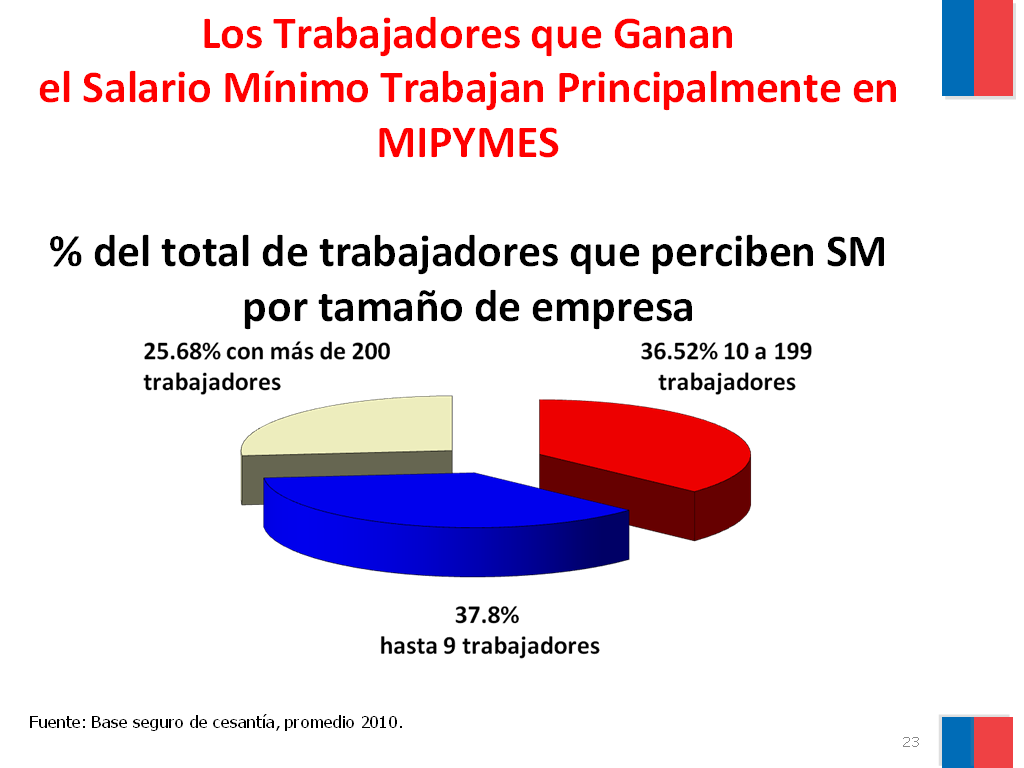 Los Trabajadores que Ganan
el Salario Mínimo Trabajan Principalmente en
MIPYMES
% del total de trabajadores que perciben SM
por tamaño de empresa
25.68% con más de 200
trabajadores
36.52% 10 a 199
trabajadores
37.8%
hasta 9 trabajadores
Fuente: Base seguro de cesantía, promedio 2010.
23